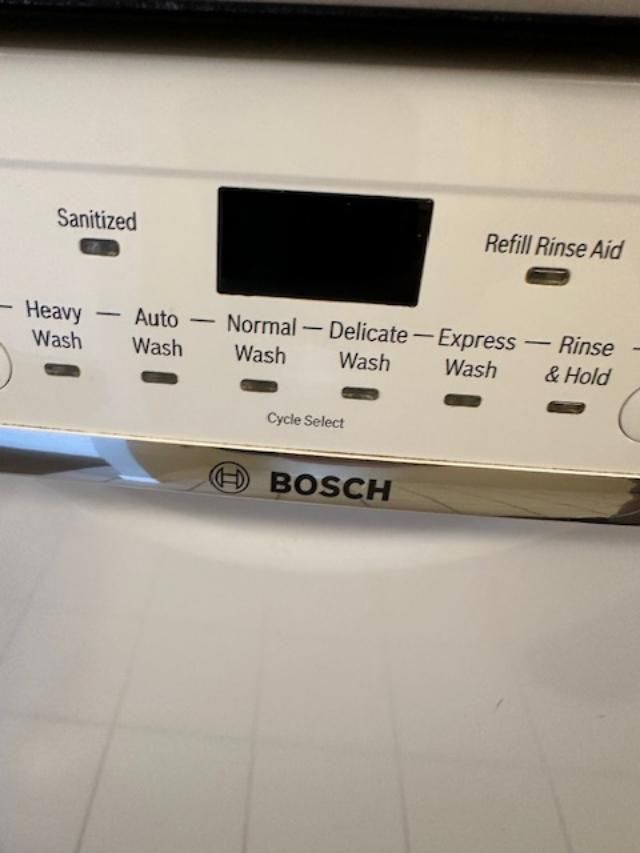 Sanitized
Refill Rinse Aid
Heavy Wash
Auto Wash
Normal Wash
Delicate Wash
Express Wash
Rinse & Hold
Cycle Select
BOSCH